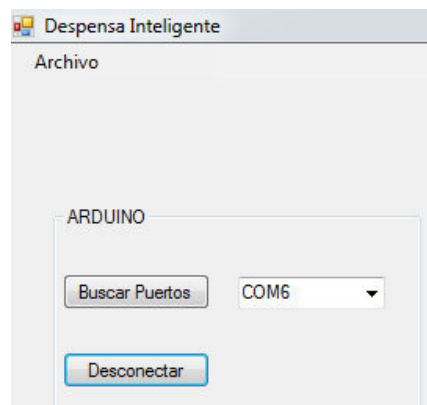 Despensa Inteligente
Archivo
ARDUINO
Buscar Puertos COM6
Desconectar